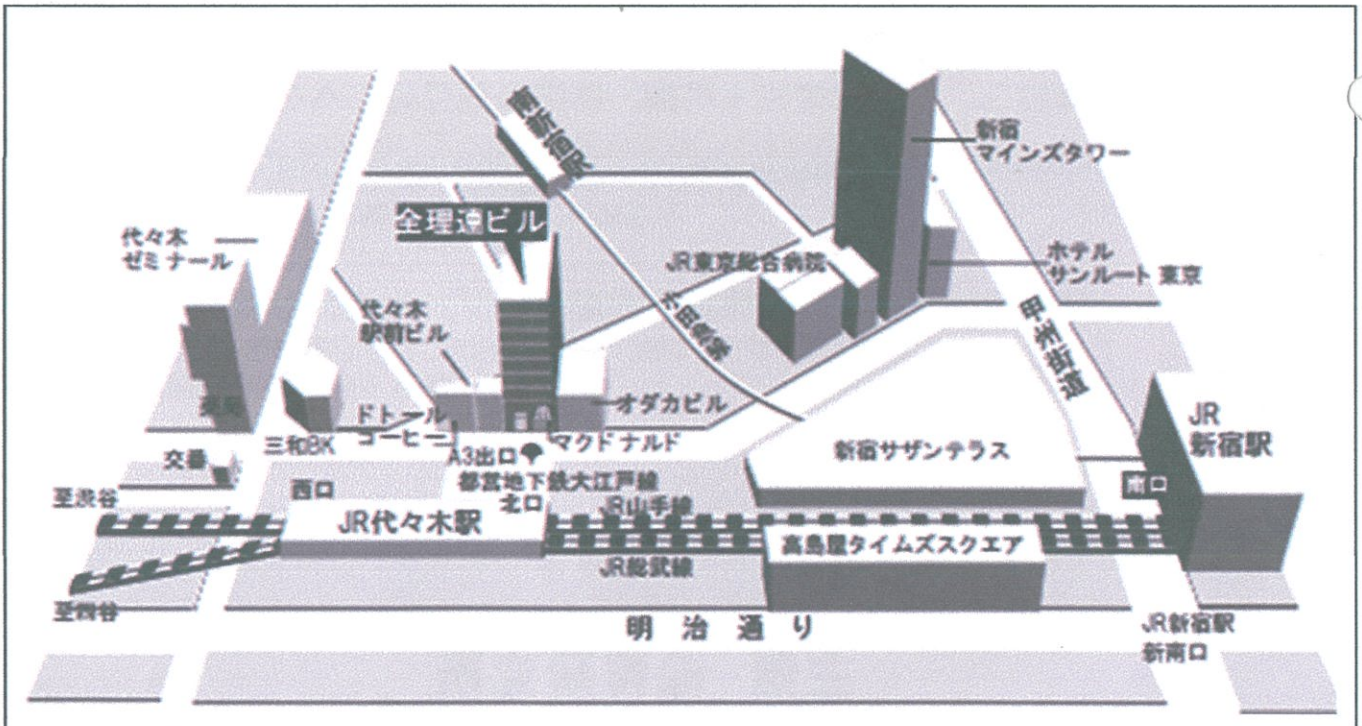 南新宿駅
新宿
マインズタワー
全理連ビル
代々木
ゼミナール
JR東京総合病院
ホテル
サンルート東京
代々木
駅前ビル
小田急線
甲州街道
オダカビル
JR
新宿駅
ドトール
コーヒー
マクドナルド
三和BK
新宿サザンテラス
交番
A3出口
都営地下鉄大江戸線
南口
至渋谷
西口
北口
JR山手線
JR代々木駅
高島屋タイムズスクエア
JR総武線
至四谷
明治通り
JR新宿駅
新南口